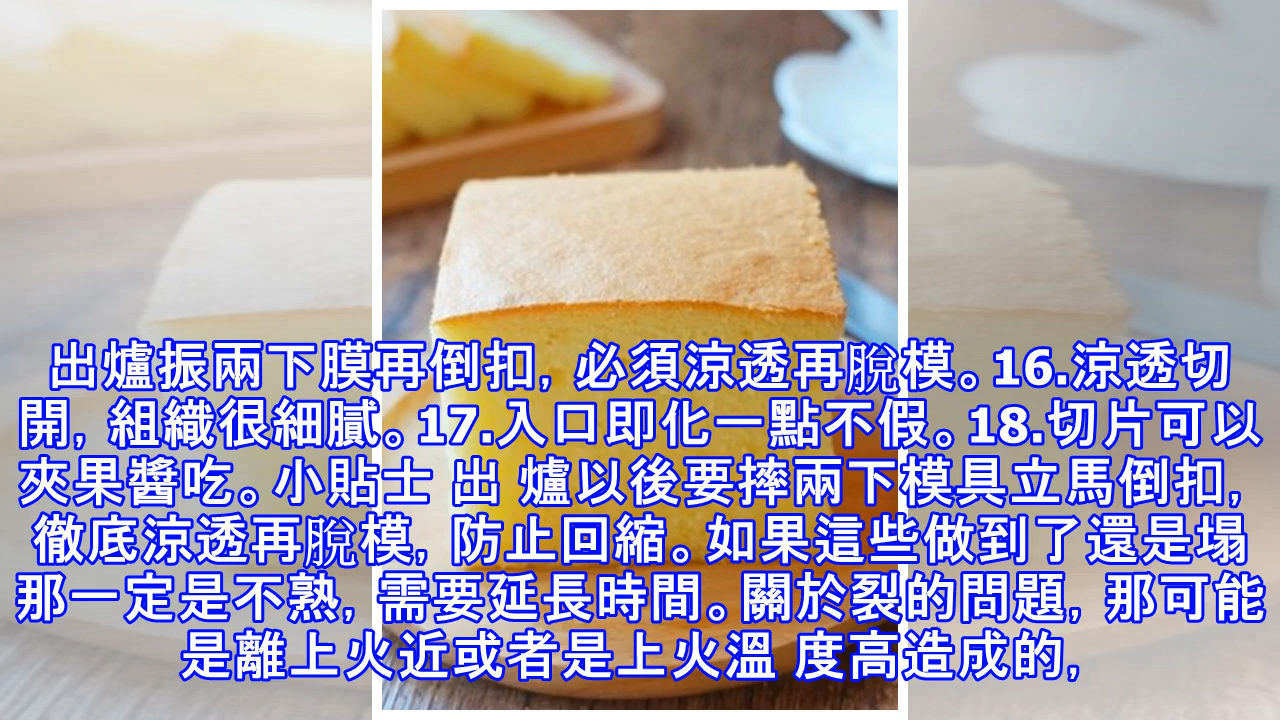 出爐振兩下膜再倒扣, 必須涼透再脫模。16.涼透切
開, 組織很細膩。17.入口即化一點不假。18.切片可以
夾果醬吃。小貼士 出 爐以後要摔兩下模具立馬倒扣,
徹底涼透再脫模, 防止回縮。如果這些做到了還是塌
那一定是不熟, 需要延長時間。關於裂的問題, 那可能
是離上火近或者是上火溫 度高造成的,